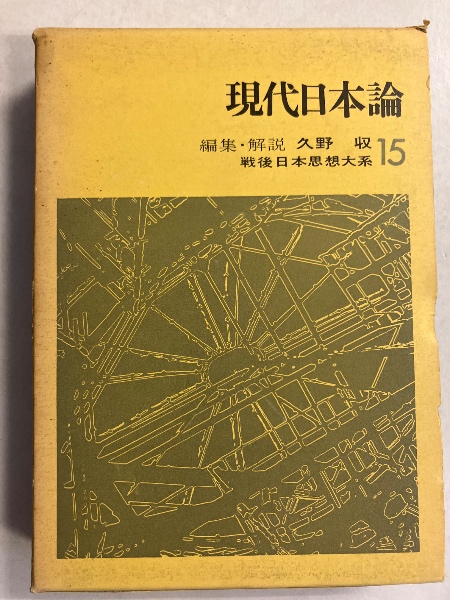 現代日本論
編集・解説 久野 収
戦後日本思想大系 15